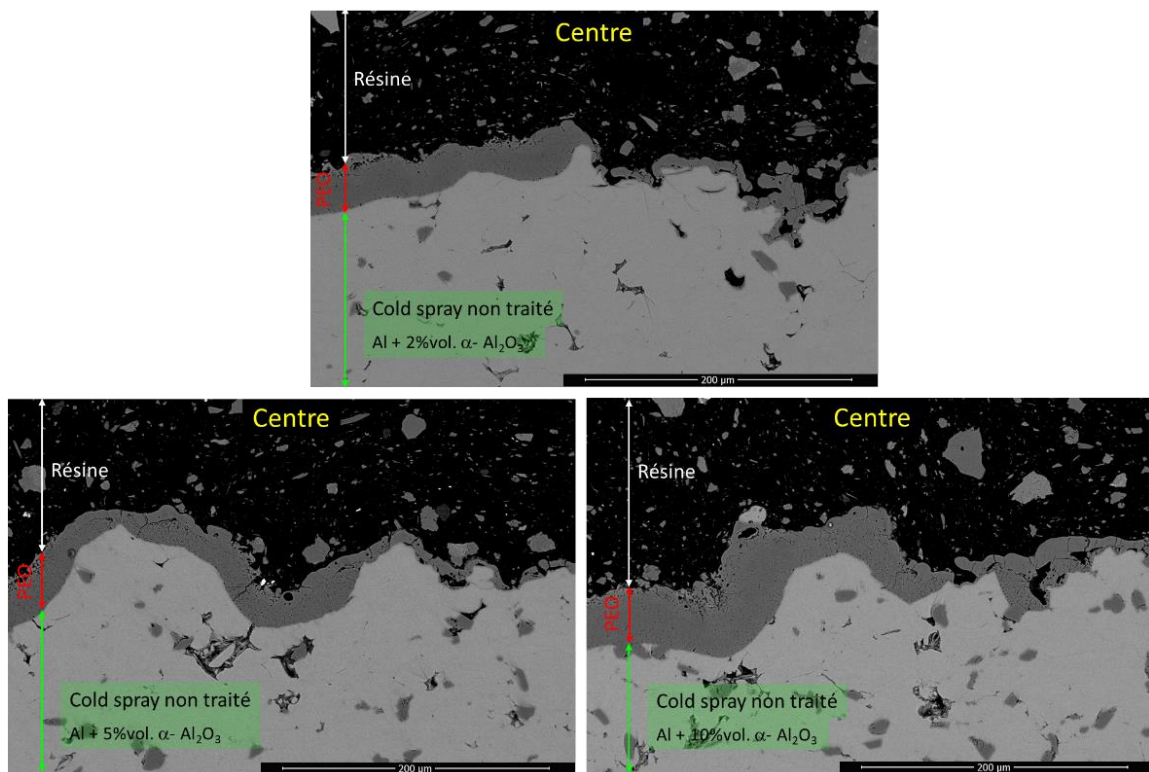 Centre
Résine
PEO
Cold spray non traité
Al + 2%vol. α- Al₂O₃
200 µm
Centre
Résine
PEO
Cold spray non traité
Al + 5%vol. α- Al₂O₃
200 µm
Centre
Résine
PEO
Cold spray non traité
Al + 10%vol. α- Al₂O₃
200 µm